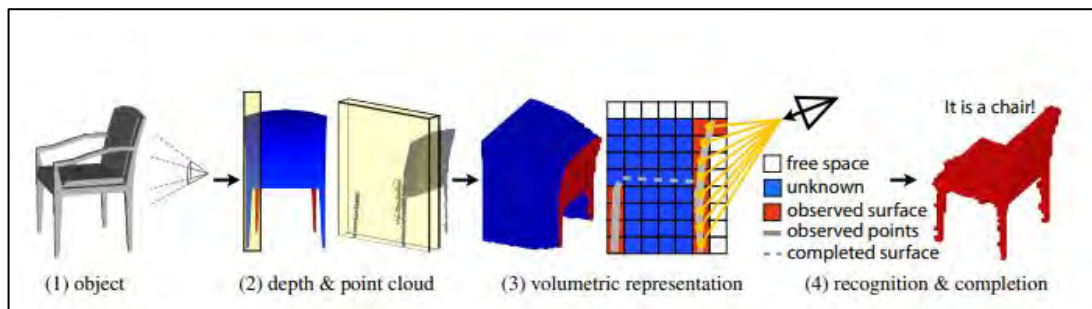 It is a chair!
free space
unknown
observed surface
observed points
completed surface
(1) object
(2) depth & point cloud
(3) volumetric representation
(4) recognition & completion